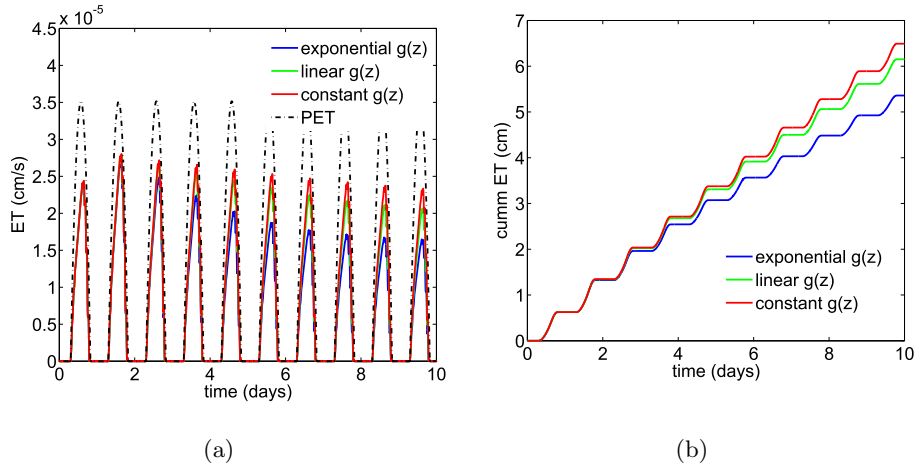 x 10⁻⁵
4.5
4
3.5
3
2.5
2
1.5
1
0.5
0
ET (cm/s)
exponential g(z)
linear g(z)
constant g(z)
PET
0 2 4 6 8 10
time (days)
(a)
7
6
5
4
3
2
1
0
cumm ET (cm)
exponential g(z)
linear g(z)
constant g(z)
0 2 4 6 8 10
time (days)
(b)